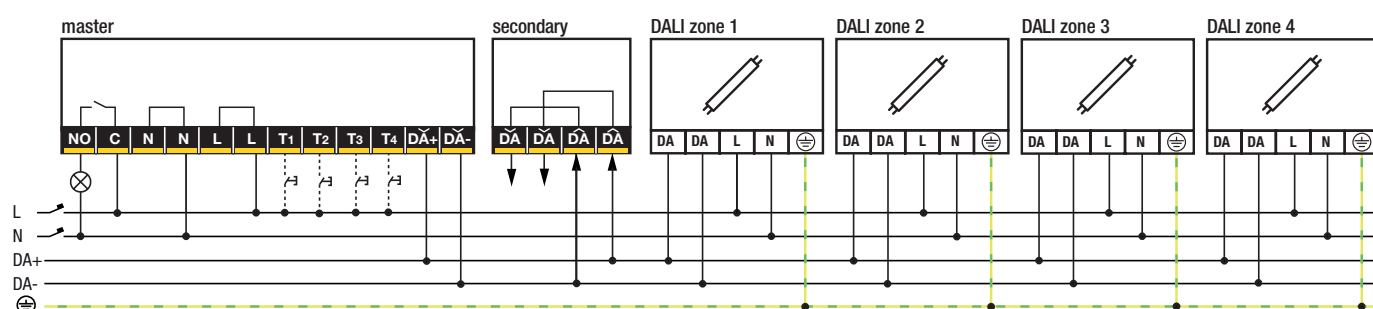 master
secondary
DALI zone 1
DALI zone 2
DALI zone 3
DALI zone 4
NO C N N L L T1 T2 T3 T4 DA+ DA-
DA DA DA DA
DA DA L N
DA DA L N
DA DA L N
DA DA L N
L
N
DA+
DA-